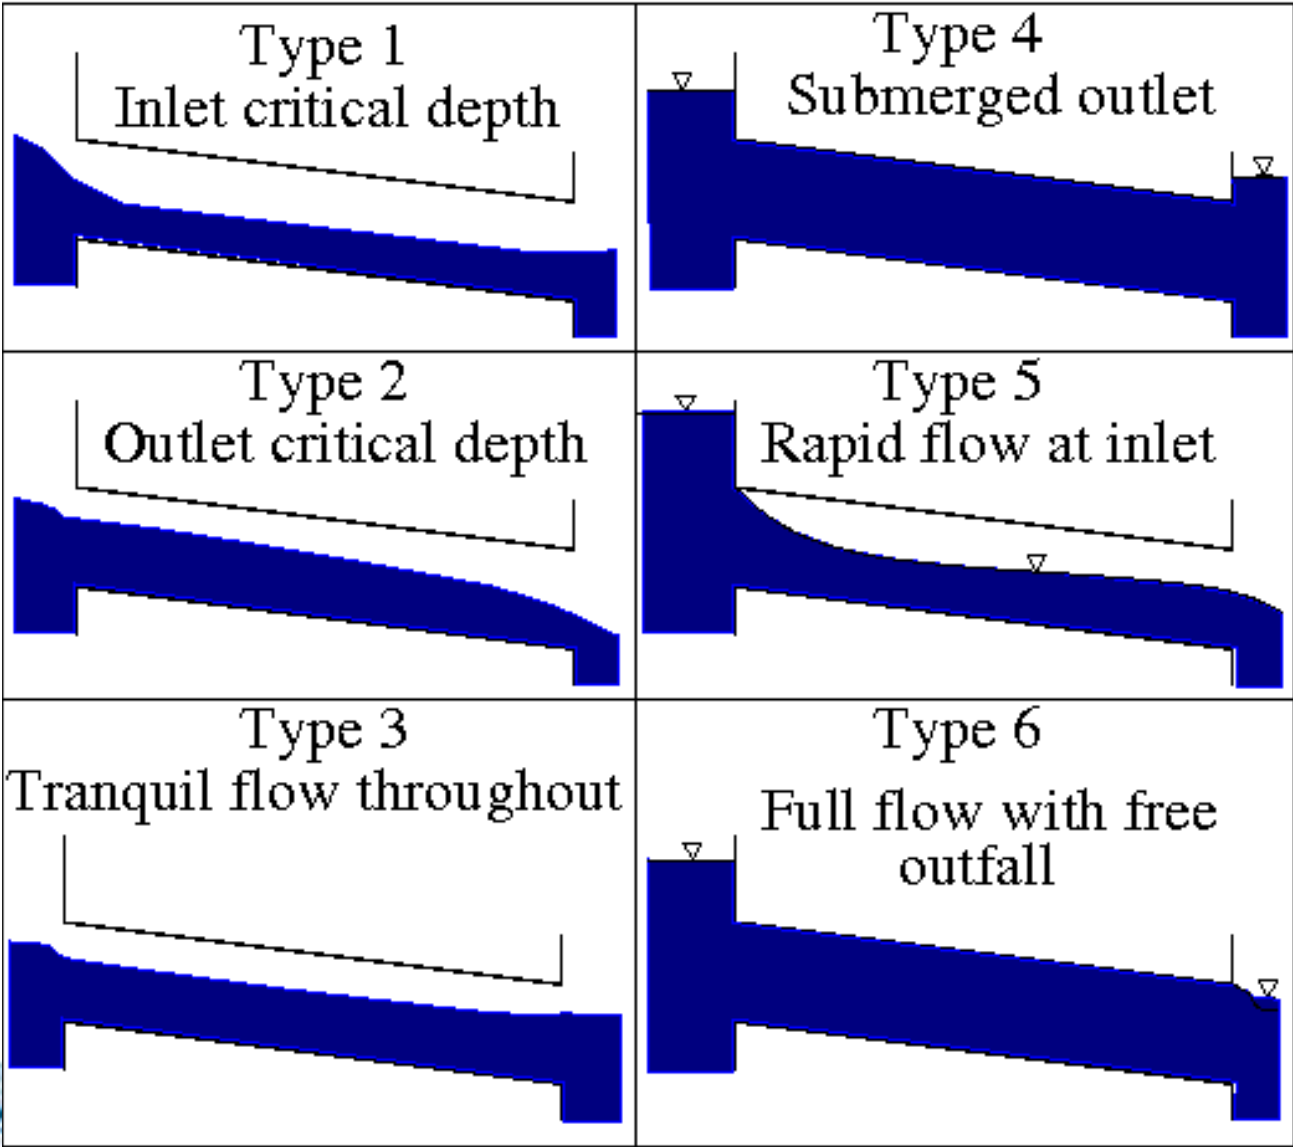 Type 1
Inlet critical depth
Type 4
Submerged outlet
Type 2
Outlet critical depth
Type 5
Rapid flow at inlet
Type 3
Tranquil flow throughout
Type 6
Full flow with free
outfall